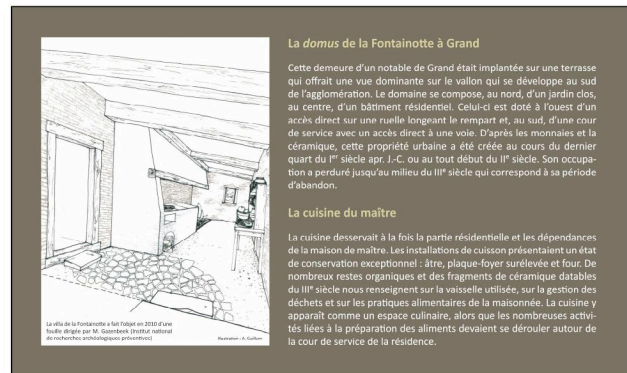 La domus de la Fontainotte à Grand
Cette demeure d'un notable de Grand était implantée sur une terrasse
qui offrait une vue dominante sur le vallon qui se développe au sud
de l'agglomération. Le domaine se compose, au nord, d'un jardin clos,
au centre, d'un bâtiment résidentiel. Celui-ci est doté à l'ouest d'un
accès direct sur une ruelle longeant le rempart et, au sud, d'une cour
de service avec un accès direct à une voie. D'après les monnaies et la
céramique, cette propriété urbaine a été créée au cours du dernier
quart du Ier siècle apr. J.-C. ou au tout début du IIe siècle. Son occupa-
tion a perduré jusqu'au milieu du IIIe siècle qui correspond à sa période
d'abandon.
La cuisine du maître
La cuisine desservait à la fois la partie résidentielle et les dépendances
de la maison de maître. Les installations de cuisson présentaient un état
de conservation exceptionnel : âtre, plaque-foyer surélevée et four. De
nombreux restes organiques et des fragments de céramique datables
du IIIe siècle nous renseignent sur la vaisselle utilisée, sur la gestion des
déchets et sur les pratiques alimentaires de la maisonnée. La cuisine y
apparaît comme un espace culinaire, alors que les nombreuses activi-
tés liées à la préparation des aliments devaient se dérouler autour de
la cour de service de la résidence.
La villa de la Fontainotte a fait l'objet en 2010 d'une
fouille dirigée par M. Gazenbeek (Institut national
de recherches archéologiques préventives)
Illustration : A. Guillem